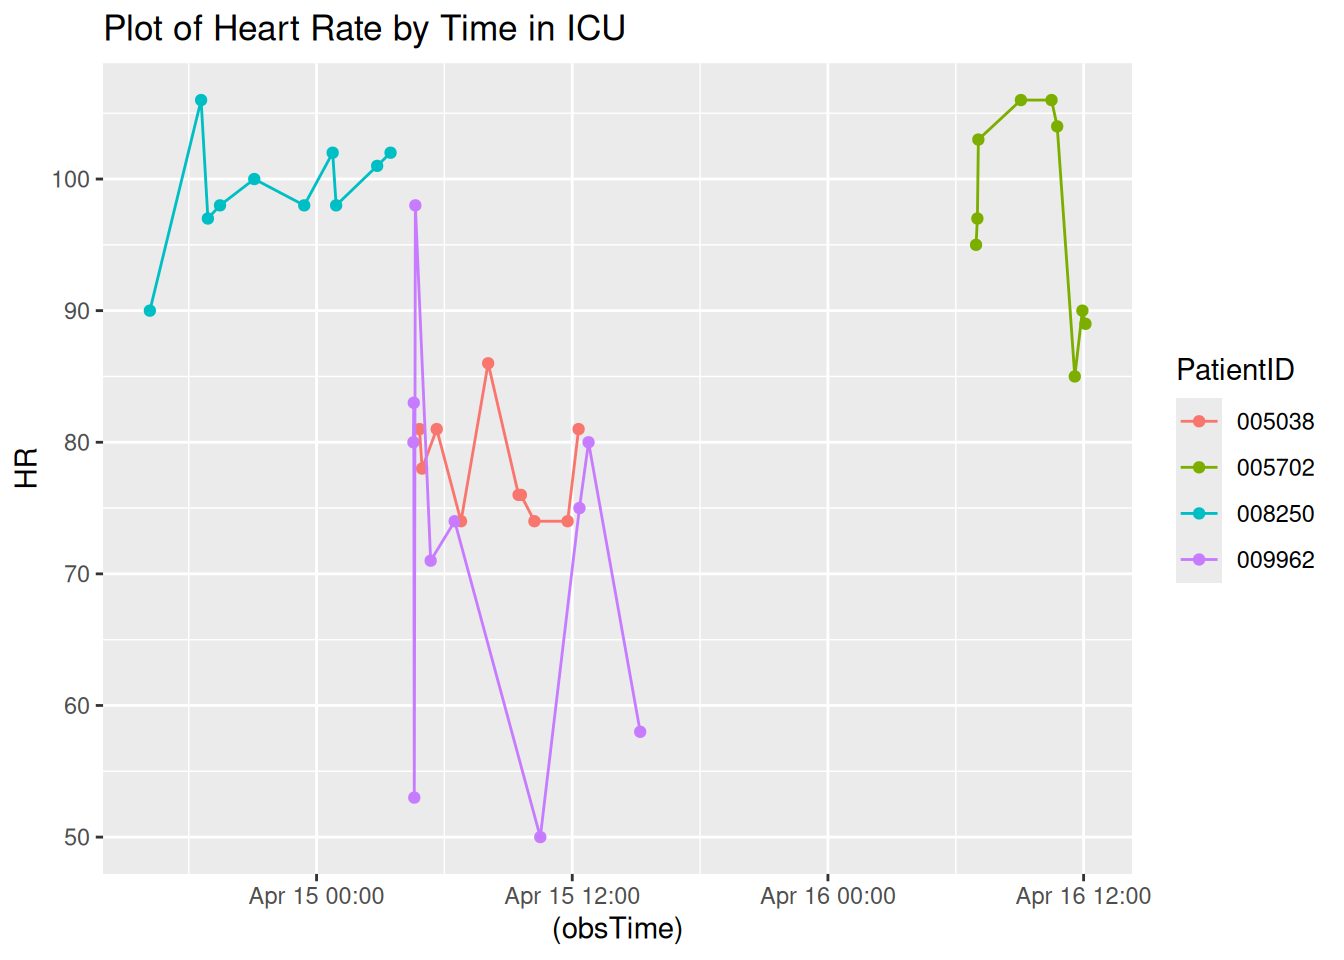 Plot of Heart Rate by Time in ICU
100
90
80
70
60
50
HR
Apr 15 00:00
Apr 15 12:00
Apr 16 00:00
Apr 16 12:00
(obsTime)
PatientID
005038
005702
008250
009962